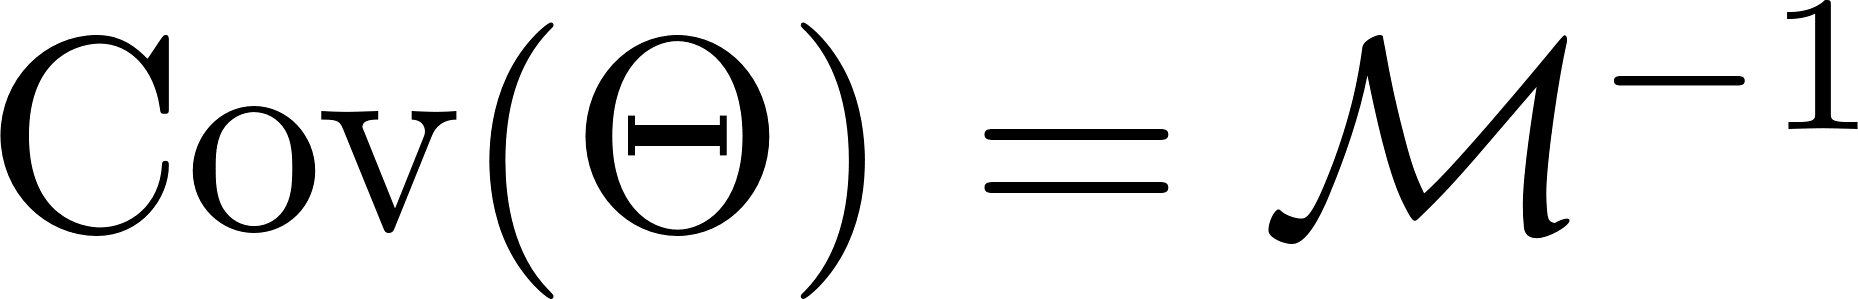 Cov(Θ) = ℳ⁻¹